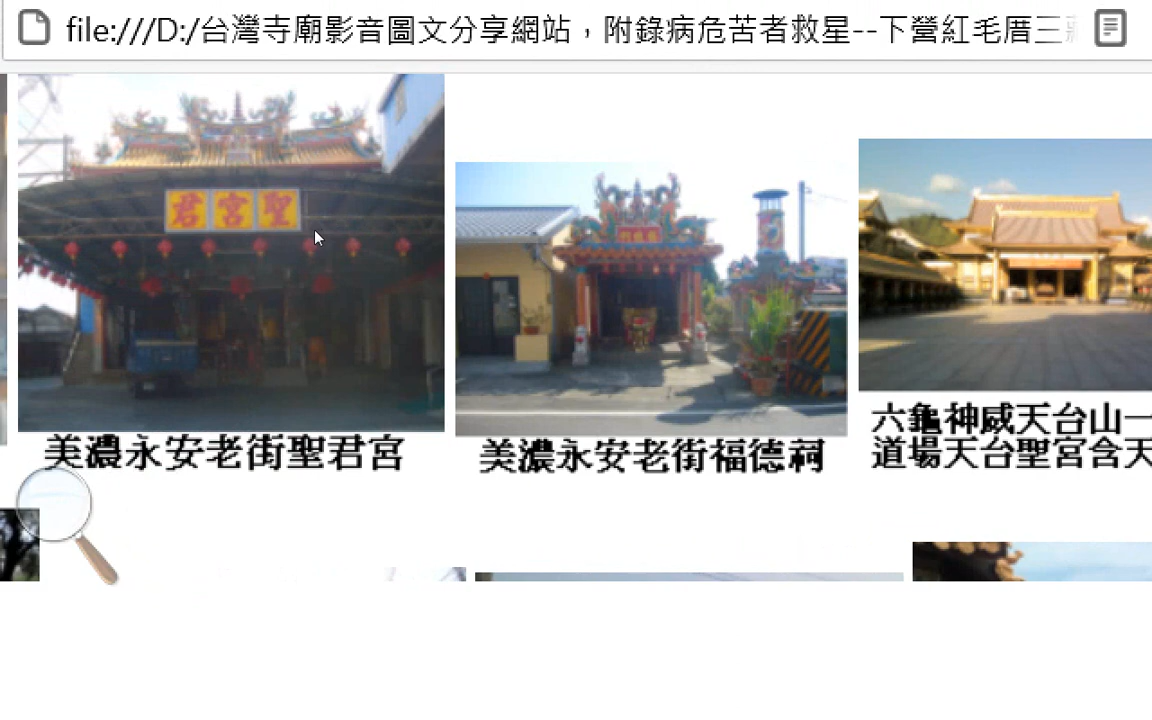 file:///D:/台灣寺廟影音圖文分享網站，附錄病危苦者救星--下營紅毛厝三
君宮聖
美濃永安老街聖君宮
美濃永安老街福德祠
六龜神威天台山一
道場天台聖宮含天